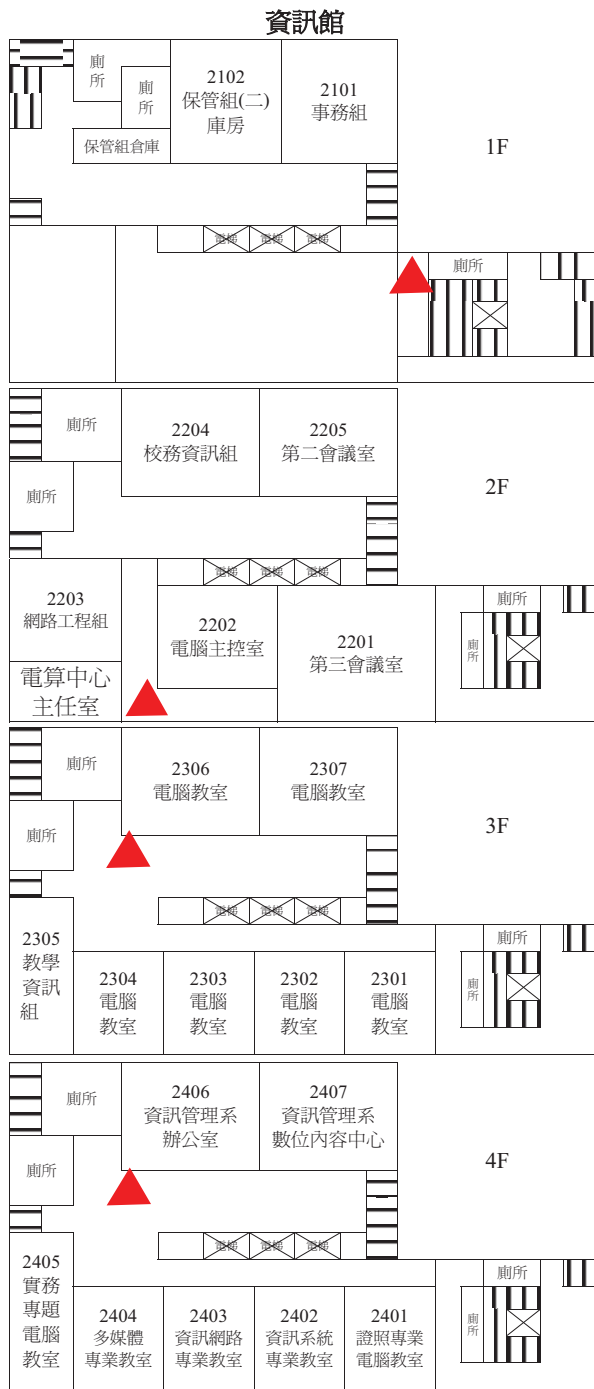 資訊館
廁所
廁所
2102
保管組(二)
庫房
2101
事務組
保管組倉庫
1F
電梯 電梯 電梯
廁所
廁所
2204
校務資訊組
2205
第二會議室
2F
廁所
電梯 電梯 電梯
2203
網路工程組
2202
電腦主控室
2201
第三會議室
廁所
廁所
電算中心
主任室
廁所
2306
電腦教室
2307
電腦教室
3F
廁所
電梯 電梯 電梯
2305
教學
資訊
組
2304
電腦
教室
2303
電腦
教室
2302
電腦
教室
2301
電腦
教室
廁所
廁所
廁所
2406
資訊管理系
辦公室
2407
資訊管理系
數位內容中心
4F
廁所
電梯 電梯 電梯
2405
實務
專題
電腦
教室
2404
多媒體
專業教室
2403
資訊網路
專業教室
2402
資訊系統
專業教室
2401
證照專業
電腦教室
廁所
廁所